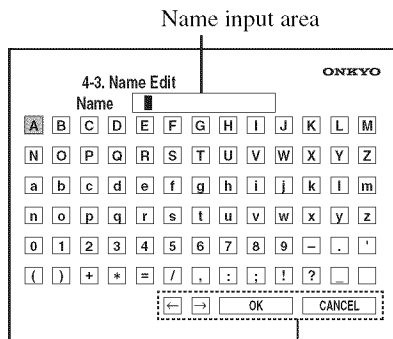 Name input area
ONKYO
4-3. Name Edit
Name
A B C D E F G H I J K L M
N O P Q R S T U V W X Y Z
a b c d e f g h i j k l m
n o p q r s t u v w x y z
0 1 2 3 4 5 6 7 8 9 – . '
( ) + * = / , : ; ! ? _
← → OK CANCEL